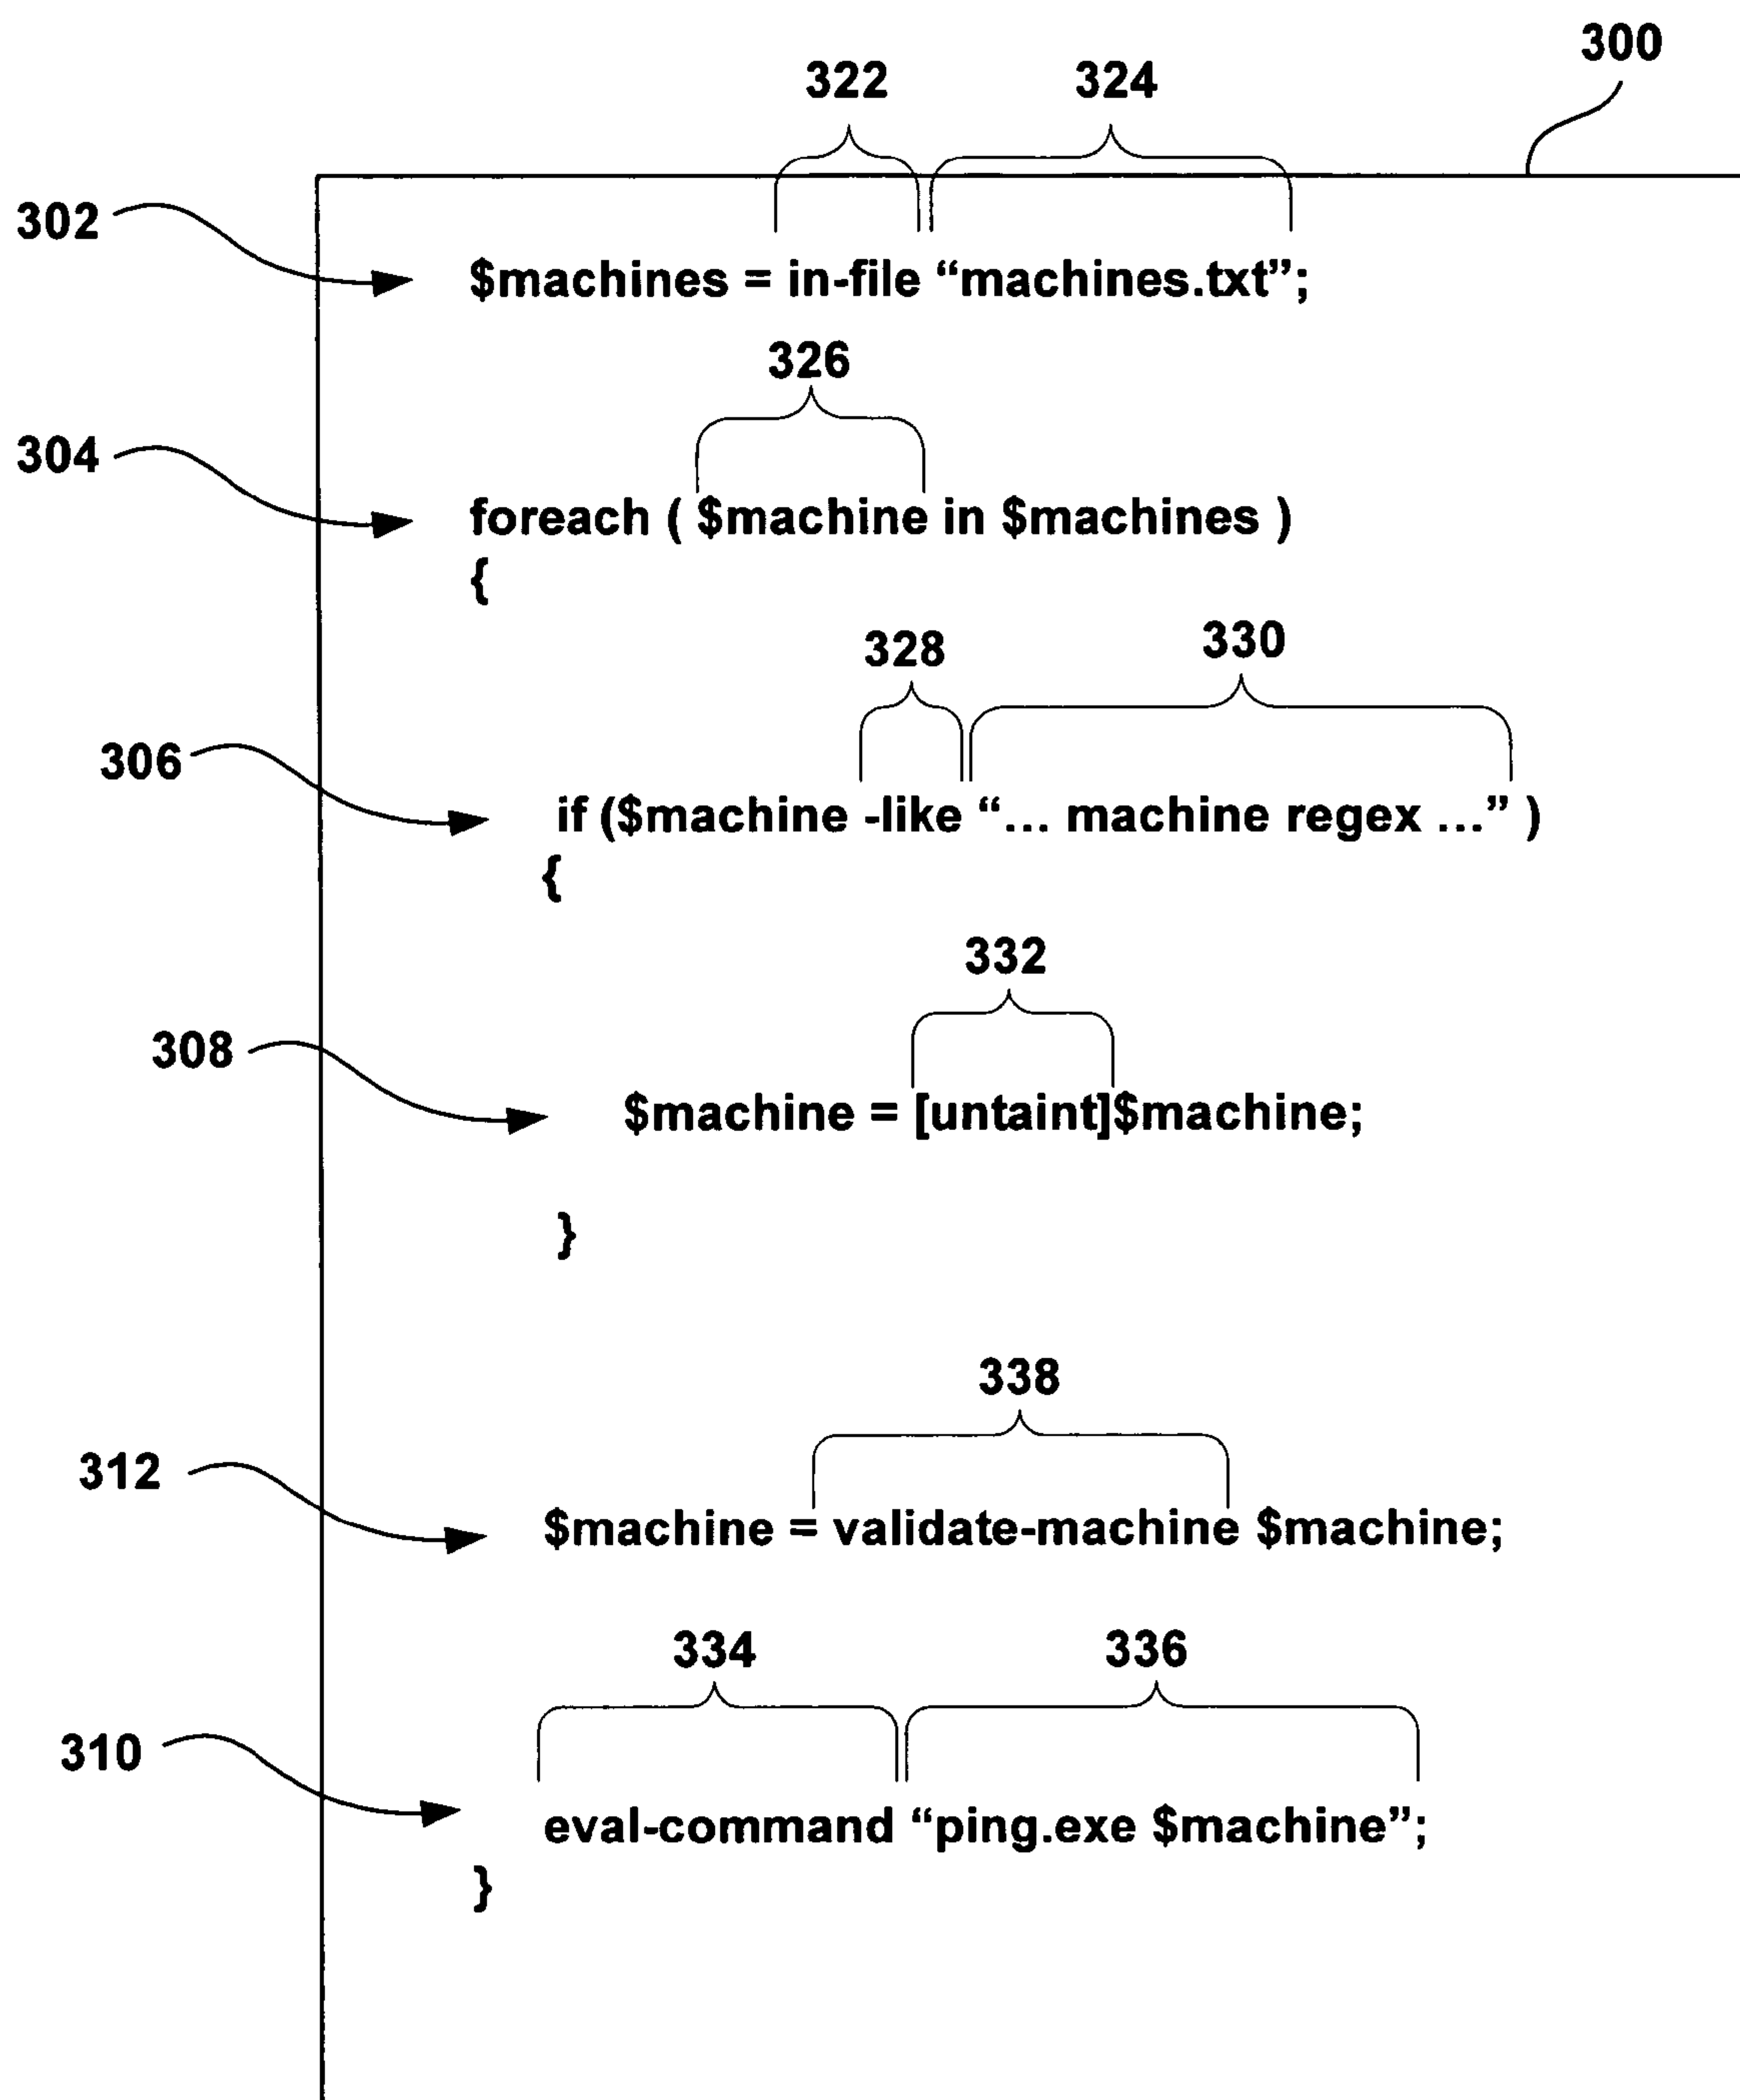 300
322 324
302
$machines = in-file “machines.txt”;
326
304
foreach ( $machine in $machines )
{
328 330
306
if ($machine -like “... machine regex ...” )
{
332
308
$machine = [untaint]$machine;
}
338
312
$machine = validate-machine $machine;
334 336
310
eval-command “ping.exe $machine”;
}